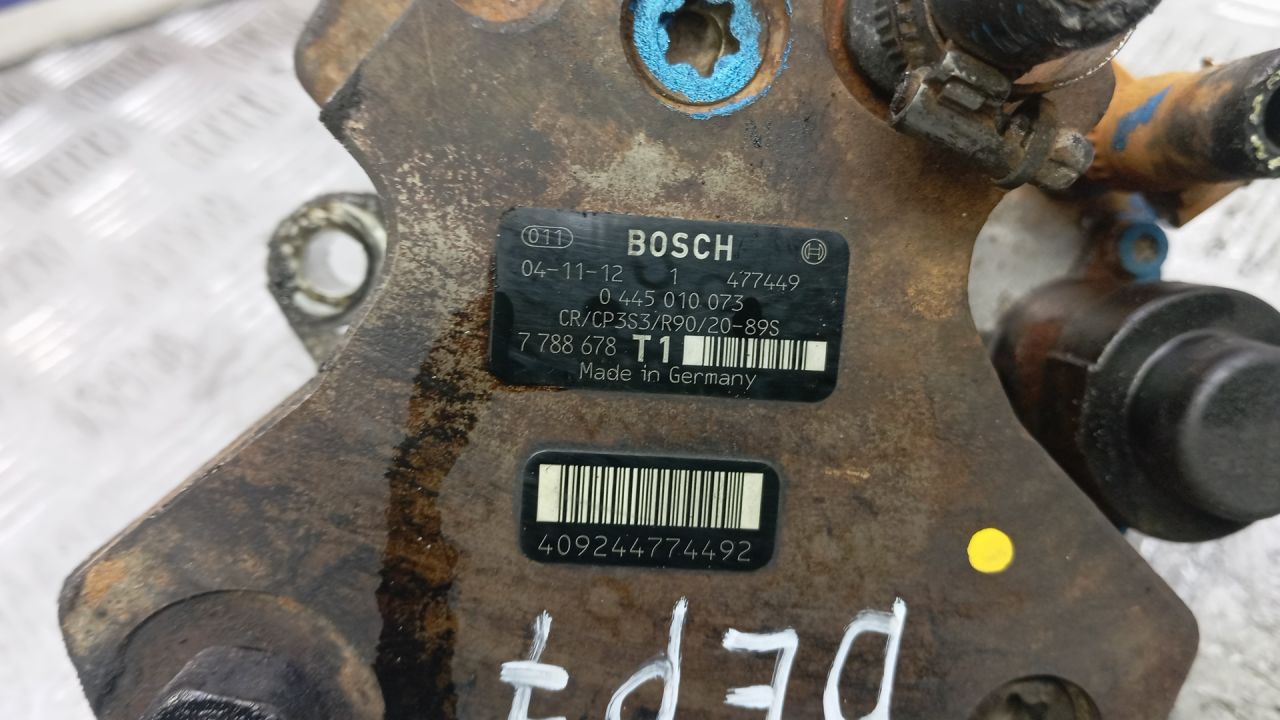 011 BOSCH
04-11-12 1 477449
0 445 010 073
CR/CP3S3/R90/20-89S
7 788 678 T1
Made in Germany
409244774492